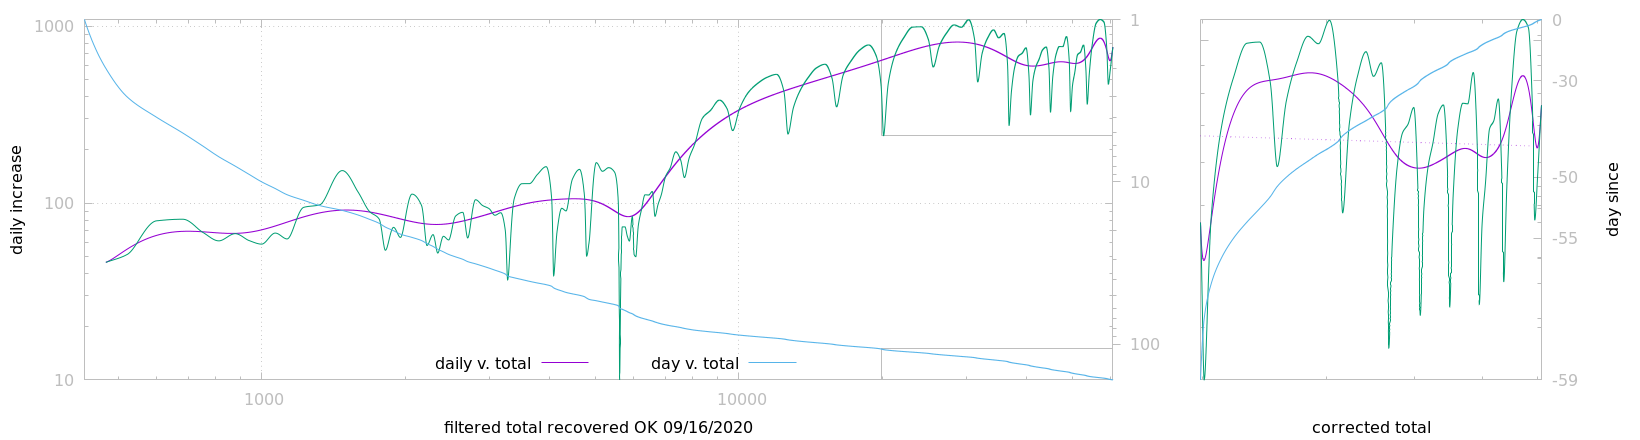 1000
100
10
daily increase
1000
10000
filtered total recovered OK 09/16/2020
daily v. total
day v. total
1
10
100
0
-30
-50
-55
-59
day since
corrected total